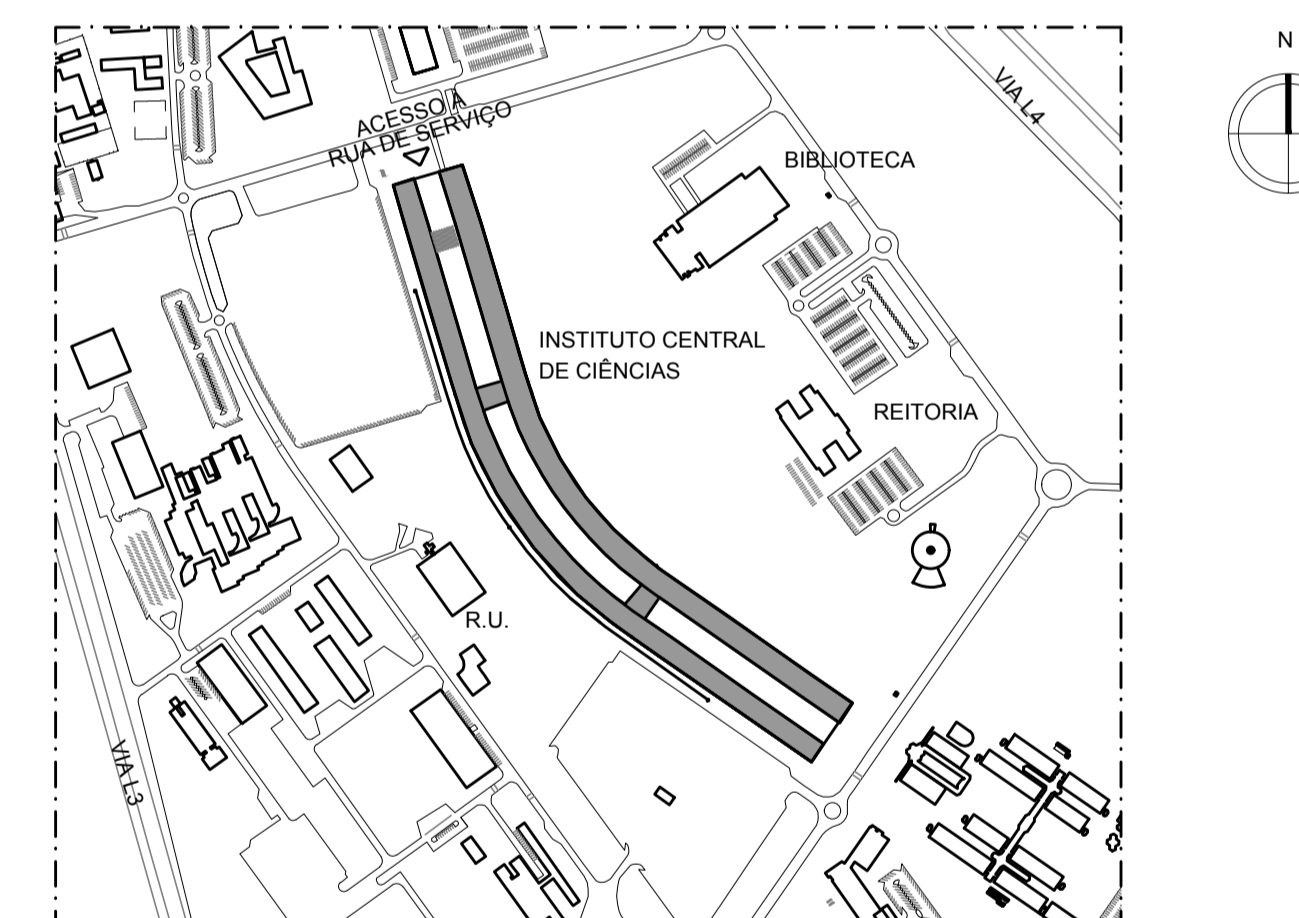 N
VIA L4
ACESSO A
RUA DE SERVIÇO
BIBLIOTECA
INSTITUTO CENTRAL
DE CIÊNCIAS
REITORIA
R.U.
VIA L3